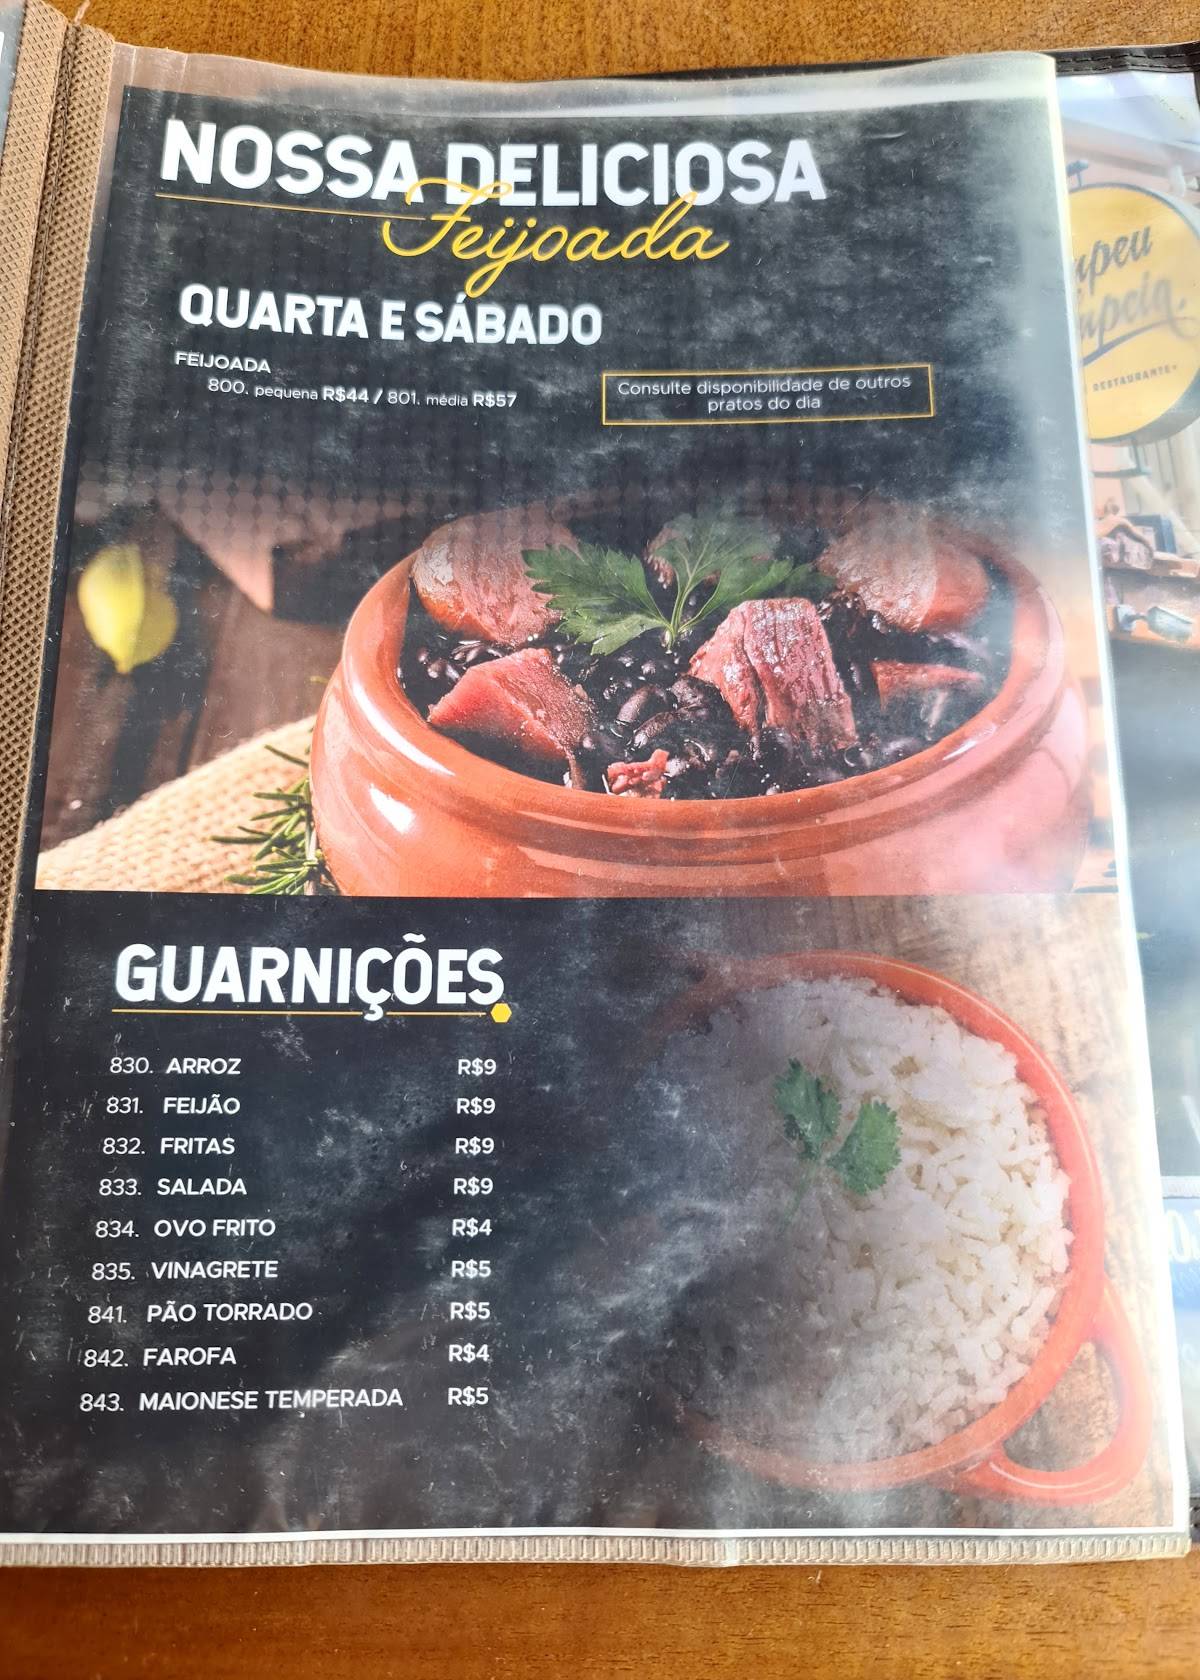 NOSSA DELICIOSA
Feijoada
QUARTA E SÁBADO
FEIJOADA
800. pequena R$44 / 801. média R$57
Consulte disponibilidade de outros
pratos do dia
GUARNIÇÕES
830. ARROZ R$9
831. FEIJÃO R$9
832. FRITAS R$9
833. SALADA R$9
834. OVO FRITO R$4
835. VINAGRETE R$5
841. PÃO TORRADO R$5
842. FAROFA R$4
843. MAIONESE TEMPERADA R$5
RESTAURANTE